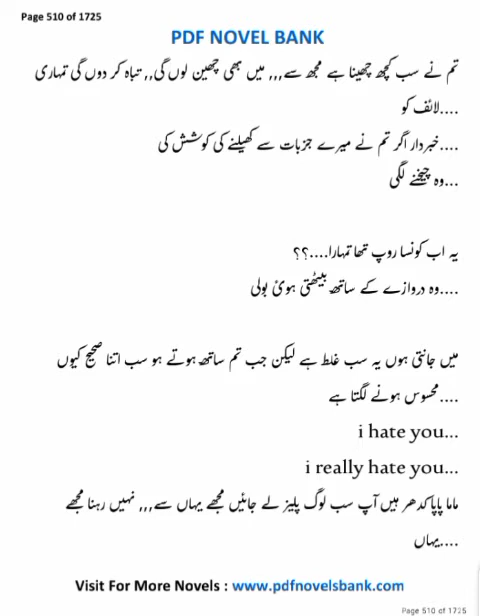 Page 510 of 1725
PDF NOVEL BANK
تم نے سب کچھ چھینا ہے مجھ سے,,, میں بھی چھین لوں گی,, تباہ کر دوں گی تمہاری
لائف کو....
خبردار اگر تم نے میرے جزبات سے کھیلنے کی کوشش کی....
وہ چیخنے لگی...
یہ اب کونسا روپ تھا تمہارا....؟؟
وہ دروازے کے ساتھ بیٹھتی ہوئ بولی....
میں جانتی ہوں یہ سب غلط ہے لیکن جب تم ساتھ ہوتے ہو سب اتنا صحیح کیوں
محسوس ہونے لگتا ہے....
i hate you...
i really hate you...
ماما پاپا کدھر ہیں آپ سب لوگ پلیز لے جائیں مجھے یہاں سے,,, نہیں رہنا مجھے
یہاں....
Visit For More Novels : www.pdfnovelsbank.com
Page 510 of 1725